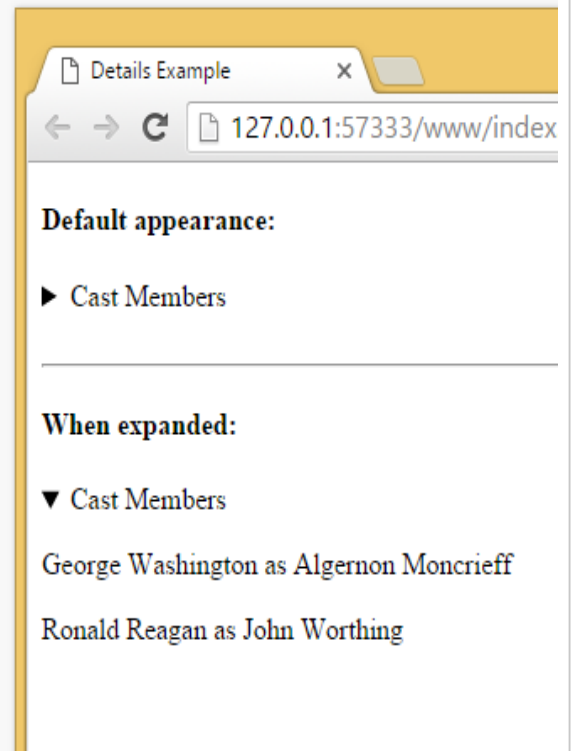 Details Example
127.0.0.1:57333/www/index
Default appearance:
Cast Members
When expanded:
Cast Members
George Washington as Algernon Moncrieff
Ronald Reagan as John Worthing